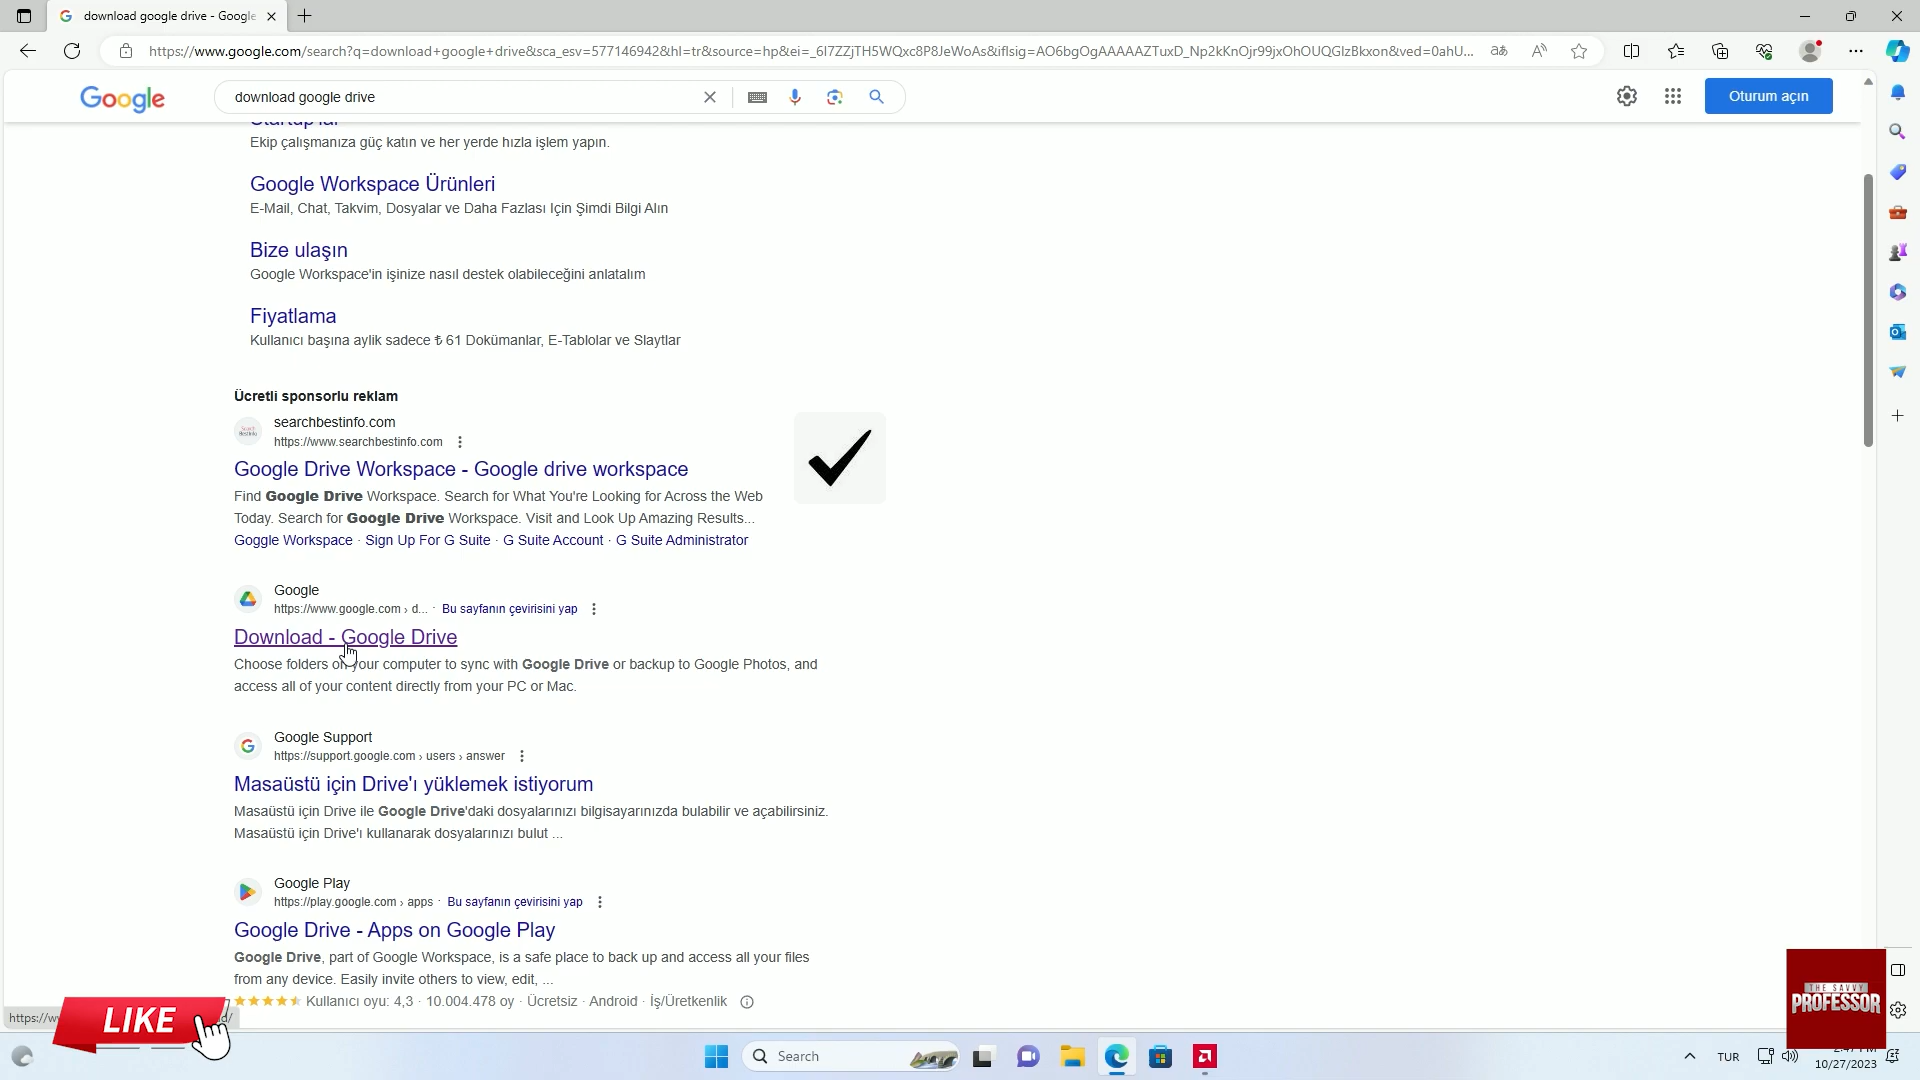 download google drive - Google
https://www.google.com/search?q=download+google+drive&sca_esv=577146942&hl=tr&source=hp&ei=_6I7ZZjTH5WQxc8P8JeWoAs&iflsig=AO6bgOgAAAAAZTuxD_Np2kKnOjr99jxOhOUQGlzBkxon&ved=0ahU...
Google
download google drive
Oturum açın
Startup'lar
Ekip çalışmanıza güç katın ve her yerde hızla işlem yapın.
Google Workspace Ürünleri
E-Mail, Chat, Takvim, Dosyalar ve Daha Fazlası Için Şimdi Bilgi Alın
Bize ulaşın
Google Workspace'in işinize nasıl destek olabileceğini anlatalım
Fiyatlama
Kullanıcı başına aylik sadece ₺ 61 Dokümanlar, E-Tablolar ve Slaytlar
Ücretli sponsorlu reklam
searchbestinfo.com
https://www.searchbestinfo.com
Google Drive Workspace - Google drive workspace
Find Google Drive Workspace. Search for What You're Looking for Across the Web
Today. Search for Google Drive Workspace. Visit and Look Up Amazing Results...
Goggle Workspace · Sign Up For G Suite · G Suite Account · G Suite Administrator
Google
https://www.google.com › d... · Bu sayfanın çevirisini yap
Download - Google Drive
Choose folders on your computer to sync with Google Drive or backup to Google Photos, and
access all of your content directly from your PC or Mac.
Google Support
https://support.google.com › users › answer
Masaüstü için Drive'ı yüklemek istiyorum
Masaüstü için Drive ile Google Drive'daki dosyalarınızı bilgisayarınızda bulabilir ve açabilirsiniz.
Masaüstü için Drive'ı kullanarak dosyalarınızı bulut ...
Google Play
https://play.google.com › apps · Bu sayfanın çevirisini yap
Google Drive - Apps on Google Play
Google Drive, part of Google Workspace, is a safe place to back up and access all your files
from any device. Easily invite others to view, edit, ...
Kullanıcı oyu: 4,3 · 10.004.478 oy · Ücretsiz · Android · İş/Üretkenlik
LIKE
THE SAVVY
PROFESSOR
Search
TUR
10/27/2023